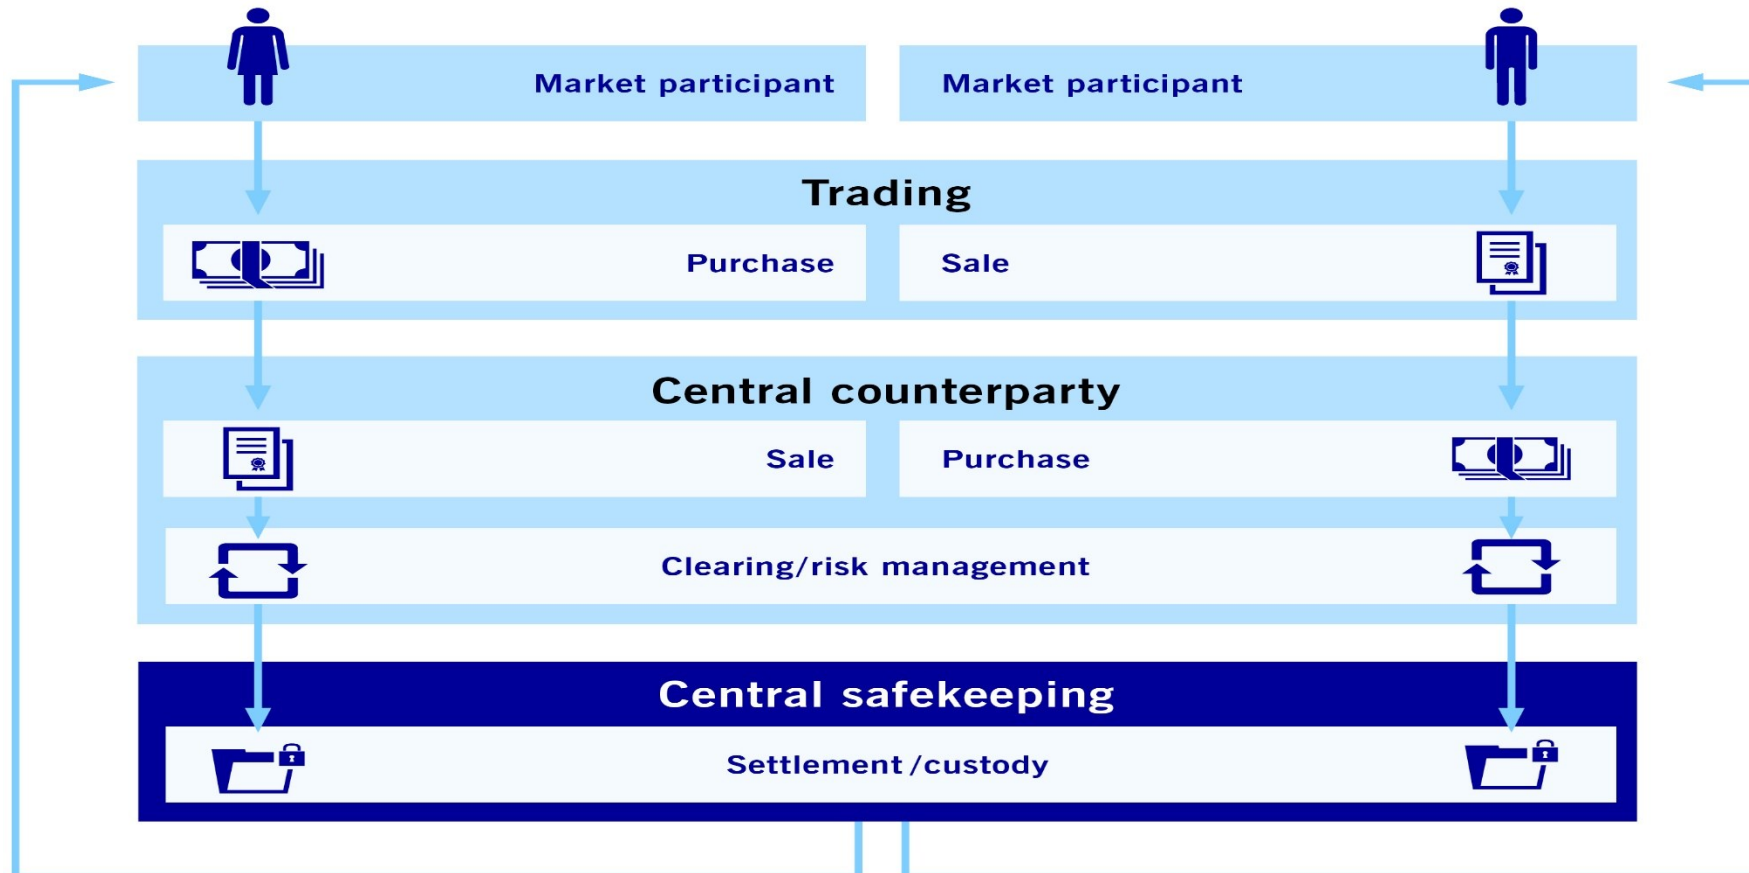 Market participant
Market participant
Trading
Purchase
Sale
Central counterparty
Sale
Purchase
Clearing/risk management
Central safekeeping
Settlement /custody